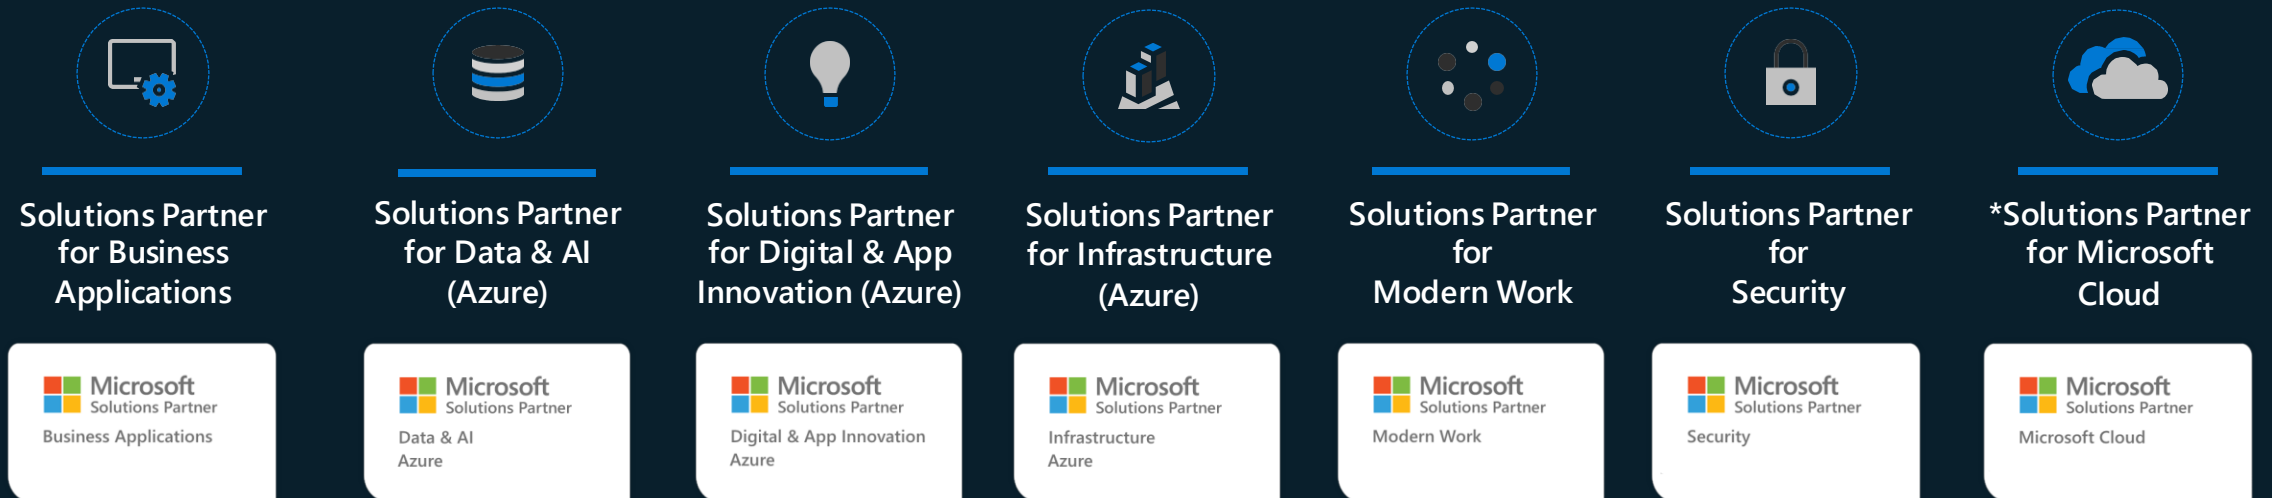 Solutions Partner
for Business
Applications
Solutions Partner
for Data & AI
(Azure)
Solutions Partner
for Digital & App
Innovation (Azure)
Solutions Partner
for Infrastructure
(Azure)
Solutions Partner
for
Modern Work
Solutions Partner
for
Security
*Solutions Partner
for Microsoft
Cloud
Microsoft
Solutions Partner
Business Applications
Microsoft
Solutions Partner
Data & AI
Azure
Microsoft
Solutions Partner
Digital & App Innovation
Azure
Microsoft
Solutions Partner
Infrastructure
Azure
Microsoft
Solutions Partner
Modern Work
Microsoft
Solutions Partner
Security
Microsoft
Solutions Partner
Microsoft Cloud